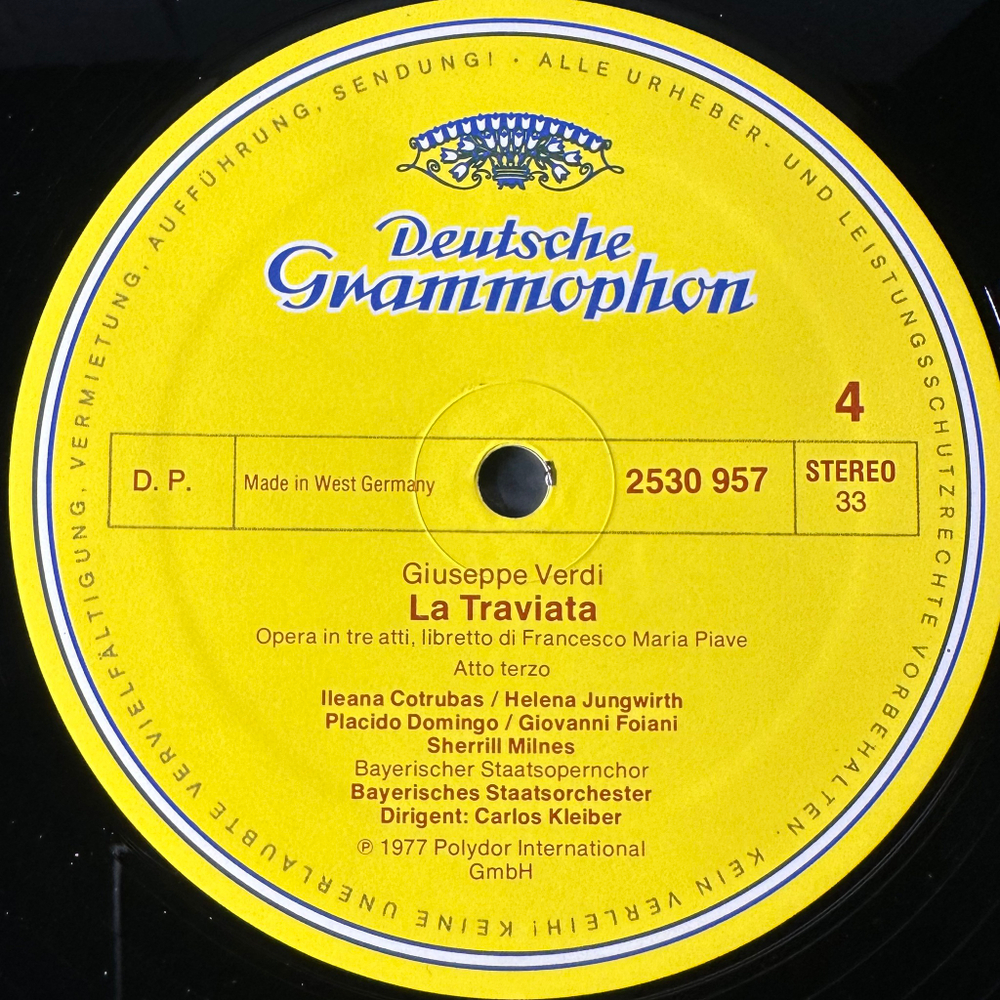 ALLE URHEBER- UND LEISTUNGSSCHUTZRECHTE VORBEHALTEN. KEIN VERLEIH! KEINE UNERLAUBTE VERVIELFÄLTIGUNG, VERMIETUNG, AUFFÜHRUNG, SENDUNG! ·
Deutsche
Grammophon
4
D. P.
Made in West Germany
2530 957
STEREO
33
Giuseppe Verdi
La Traviata
Opera in tre atti, libretto di Francesco Maria Piave
Atto terzo
Ileana Cotrubas / Helena Jungwirth
Placido Domingo / Giovanni Foiani
Sherrill Milnes
Bayerischer Staatsopernchor
Bayerisches Staatsorchester
Dirigent: Carlos Kleiber
℗ 1977 Polydor International
GmbH